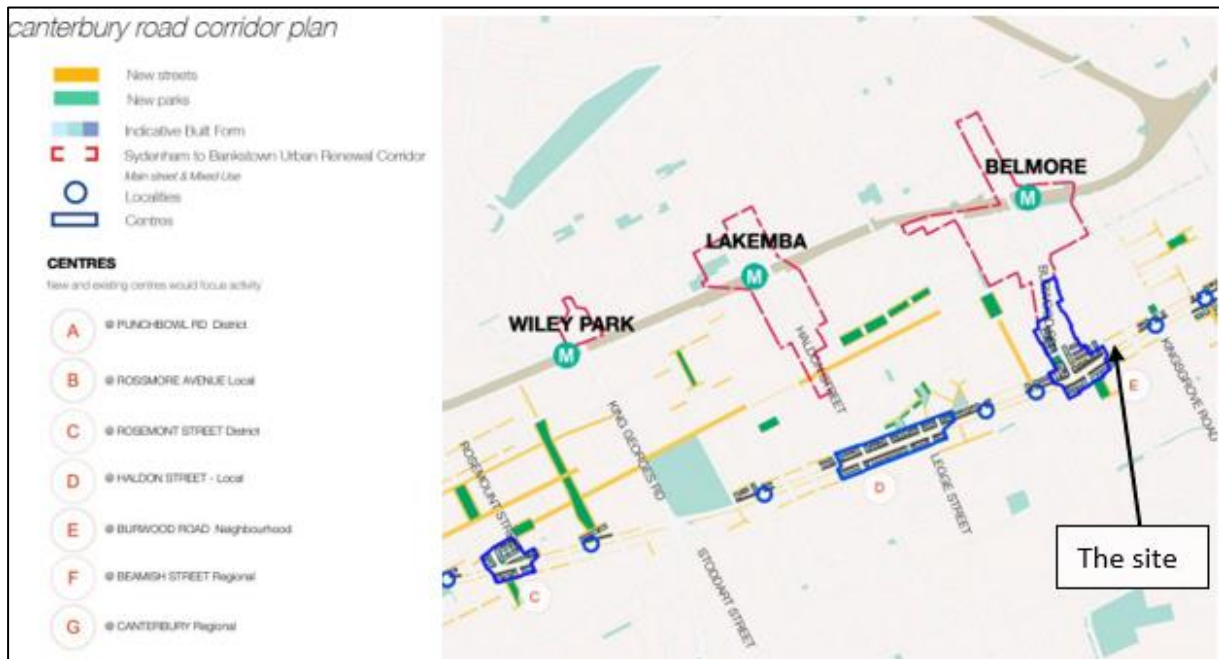 canterbury road corridor plan
New streets
New parks
Indicative Built Form
Sydenham to Bankstown Urban Renewal Corridor
Main street & Mixed Use
Localities
Centres
CENTRES
New and existing centres would focus activity
A @ PUNCHBOWL RD District
B @ ROSSMORE AVENUE Local
C @ ROSEMONT STREET District
D @ HALDON STREET - Local
E @ BURWOOD ROAD Neighbourhood
F @ BEAMISH STREET Regional
G @ CANTERBURY Regional
BELMORE
M
LAKEMBA
M
WILEY PARK
M
HALDON STREET
KING GEORGES RD
KINGSGROVE ROAD
E
LEGGE STREET
D
STODDART STREET
C
The site